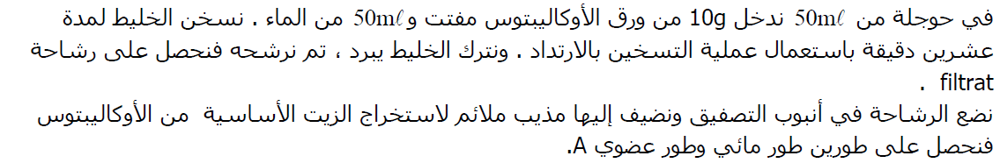 في حوجلة من 50mℓ ندخل 10g من ورق الأوكاليبتوس مفتت و 50mℓ من الماء . نسخن الخليط لمدة
عشرين دقيقة باستعمال عملية التسخين بالارتداد . ونترك الخليط يبرد ، تم نرشحه فنحصل على رشاحة
filtrat .
نضع الرشاحة في أنبوب التصفيق ونضيف إليها مذيب ملائم لاستخراج الزيت الأساسية من الأوكاليبتوس
فنحصل على طورين طور مائي وطور عضوي A.